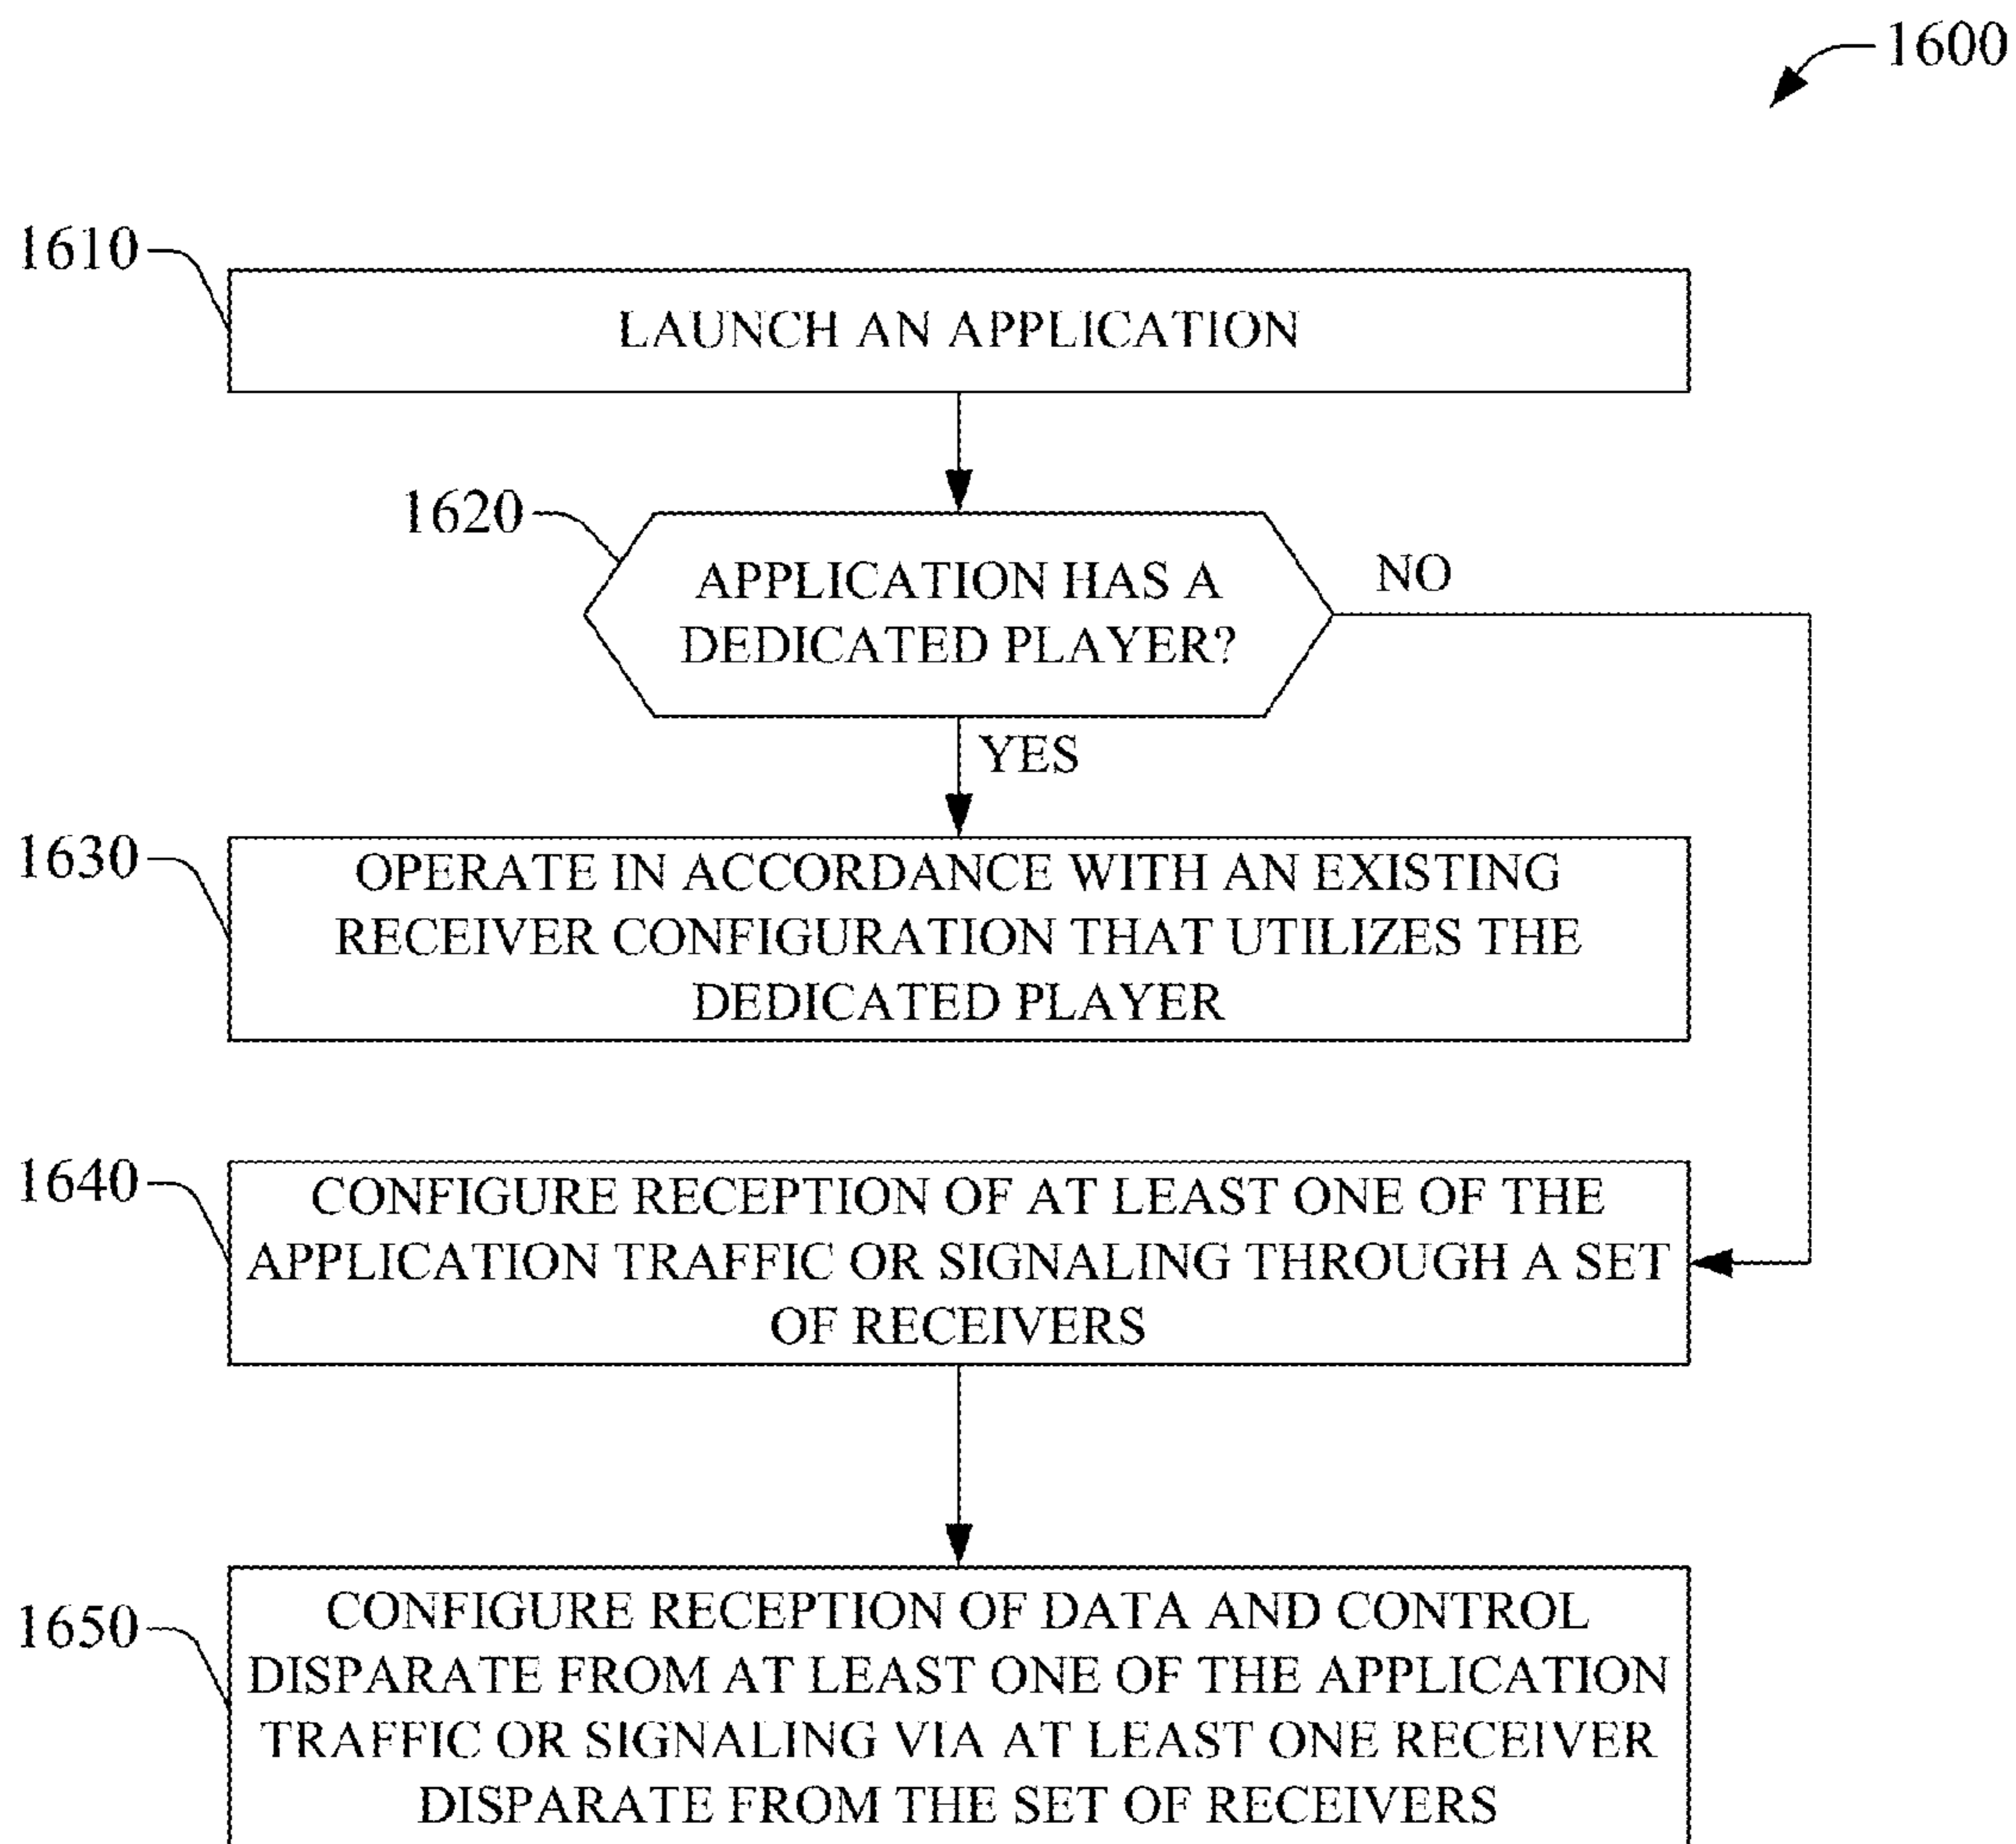 1600
1610
LAUNCH AN APPLICATION
1620
APPLICATION HAS A
DEDICATED PLAYER?
NO
YES
1630
OPERATE IN ACCORDANCE WITH AN EXISTING
RECEIVER CONFIGURATION THAT UTILIZES THE
DEDICATED PLAYER
1640
CONFIGURE RECEPTION OF AT LEAST ONE OF THE
APPLICATION TRAFFIC OR SIGNALING THROUGH A SET
OF RECEIVERS
1650
CONFIGURE RECEPTION OF DATA AND CONTROL
DISPARATE FROM AT LEAST ONE OF THE APPLICATION
TRAFFIC OR SIGNALING VIA AT LEAST ONE RECEIVER
DISPARATE FROM THE SET OF RECEIVERS